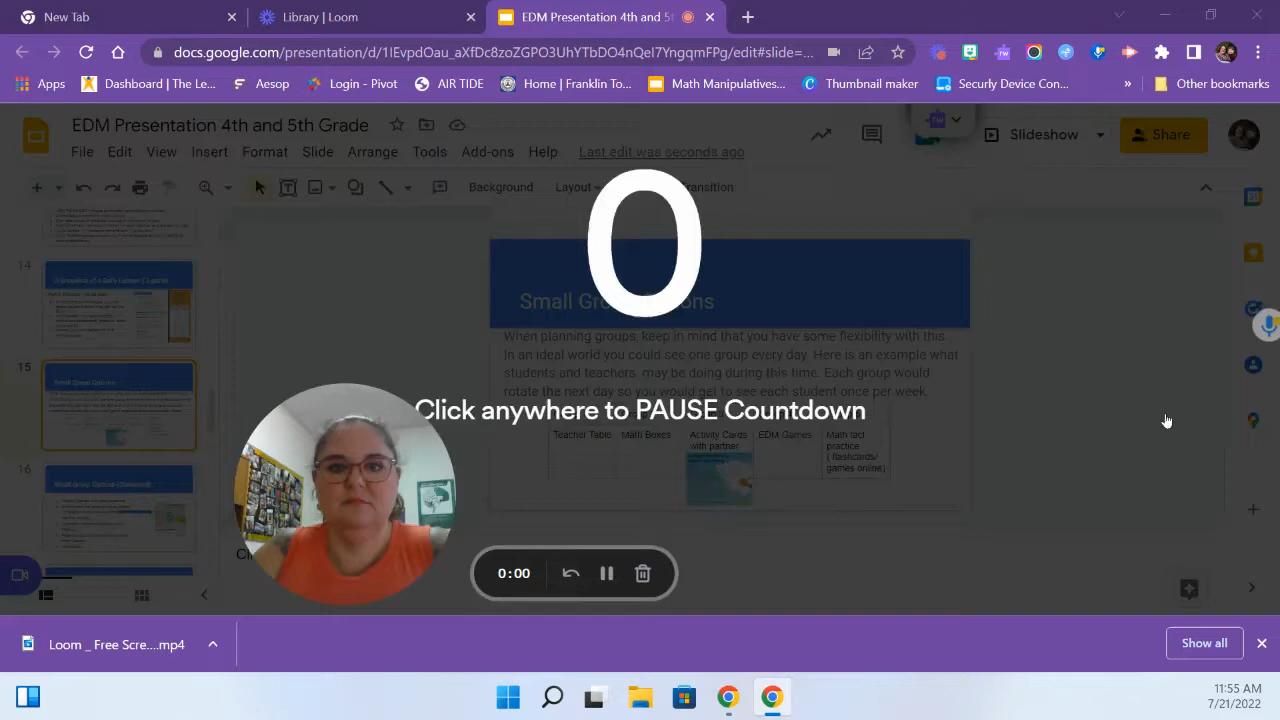 New Tab
Library | Loom
EDM Presentation 4th and 5t
docs.google.com/presentation/d/1lEvpdOau_aXfDc8zoZGPO3UhYTbDO4nQel7YngqmFPg/edit#slide=...
Apps
Dashboard | The Le...
Aesop
Login - Pivot
AIR TIDE
Home | Franklin To...
Math Manipulatives...
Thumbnail maker
Securly Device Con...
»
Other bookmarks
EDM Presentation 4th and 5th Grade
File Edit View Insert Format Slide Arrange Tools Add-ons Help
Last edit was seconds ago
rw
Slideshow
Share
Background
Layout
14
15
16
Small Group Options
0
When planning groups, keep in mind that you have some flexibility with this.
In an ideal world you could see one group every day. Here is an example what
students and teachers may be doing during this time. Each group would
rotate the next day so you would get to see each student once per week.
Click anywhere to PAUSE Countdown
Teacher Table
Math Boxes
Activity Cards
with partner
EDM Games
Math fact
practice
( flashcards/
games online)
0:00
Loom _ Free Scre....mp4
Show all
11:55 AM
7/21/2022